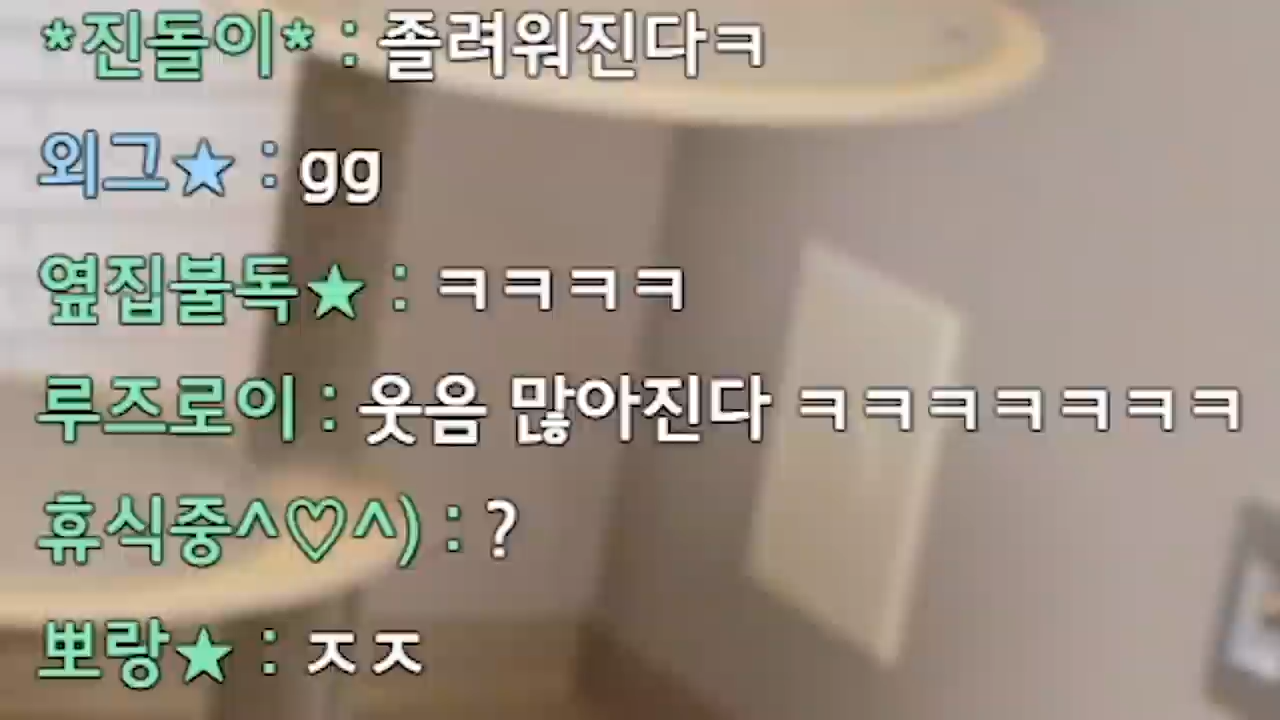 *진돌이* : 졸려워진다ㅋ
외그★ : gg
옆집불독★ : ㅋㅋㅋㅋ
루즈로이 : 웃음 많아진다 ㅋㅋㅋㅋㅋㅋㅋ
휴식중^♡^) : ?
뽀랑★ : ㅈㅈ